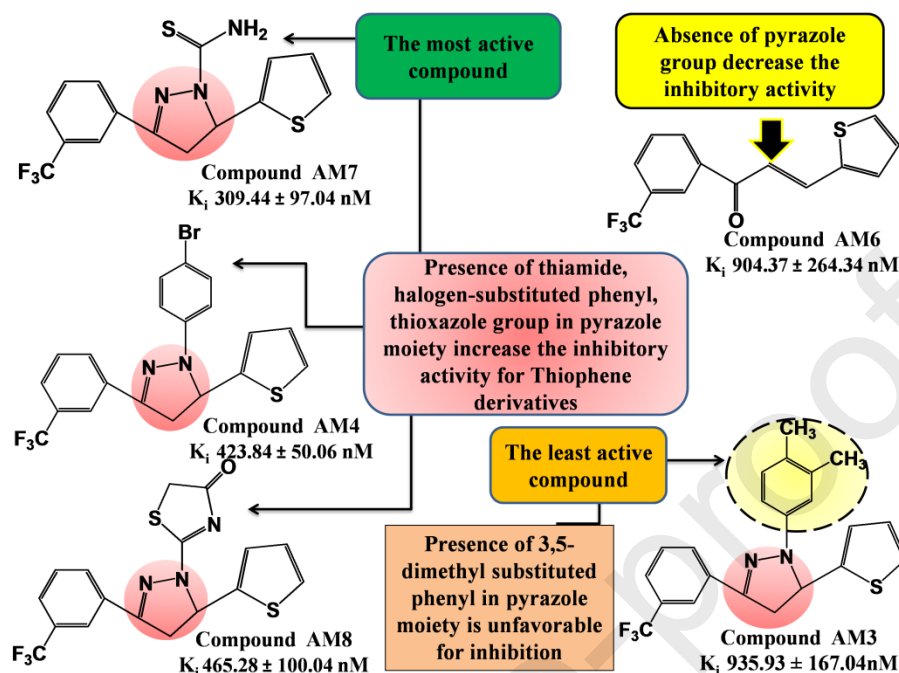 The most active
compound
S
NH2
N
N
S
F3C
Compound AM7
Ki 309.44 ± 97.04 nM
Absence of pyrazole
group decrease the
inhibitory activity
S
F3C
O
Compound AM6
Ki 904.37 ± 264.34 nM
Br
N
N
S
F3C
Compound AM4
Ki 423.84 ± 50.06 nM
Presence of thiamide,
halogen-substituted phenyl,
thioxazole group in pyrazole
moiety increase the inhibitory
activity for Thiophene
derivatives
O
S
N
N
N
S
F3C
Compound AM8
Ki 465.28 ± 100.04 nM
The least active
compound
Presence of 3,5-
dimethyl substituted
phenyl in pyrazole
moiety is unfavorable
for inhibition
CH3
CH3
N
N
S
F3C
Compound AM3
Ki 935.93 ± 167.04nM
-proof